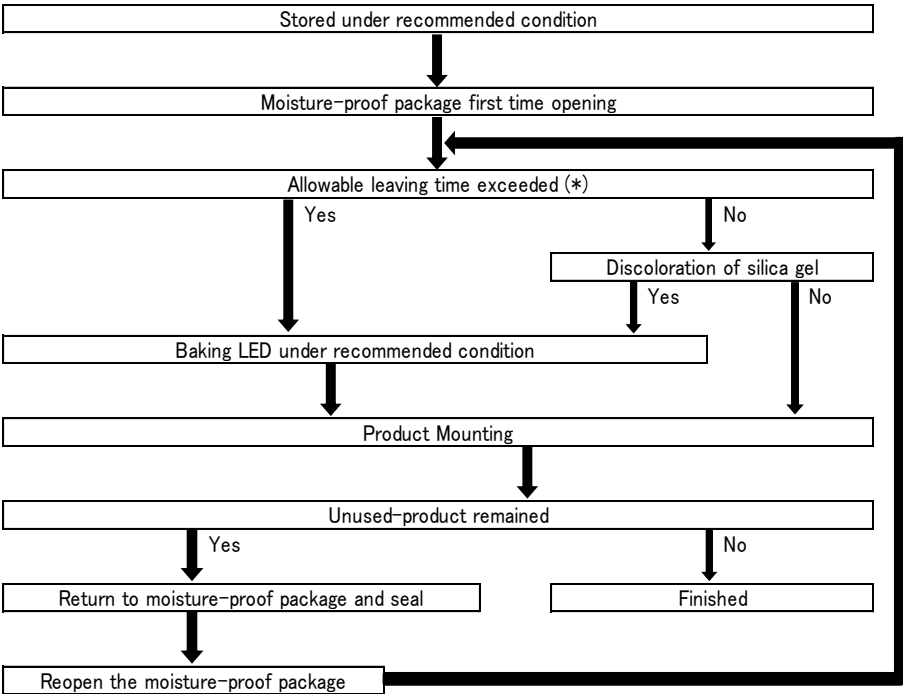 Stored under recommended condition
Moisture-proof package first time opening
Allowable leaving time exceeded (*)
Yes
No
Discoloration of silica gel
Yes
No
Baking LED under recommended condition
Product Mounting
Unused-product remained
Yes
No
Return to moisture-proof package and seal
Finished
Reopen the moisture-proof package